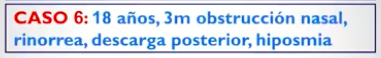 CASO 6: 18 años, 3m obstrucción nasal,
rinorrea, descarga posterior, hiposmia